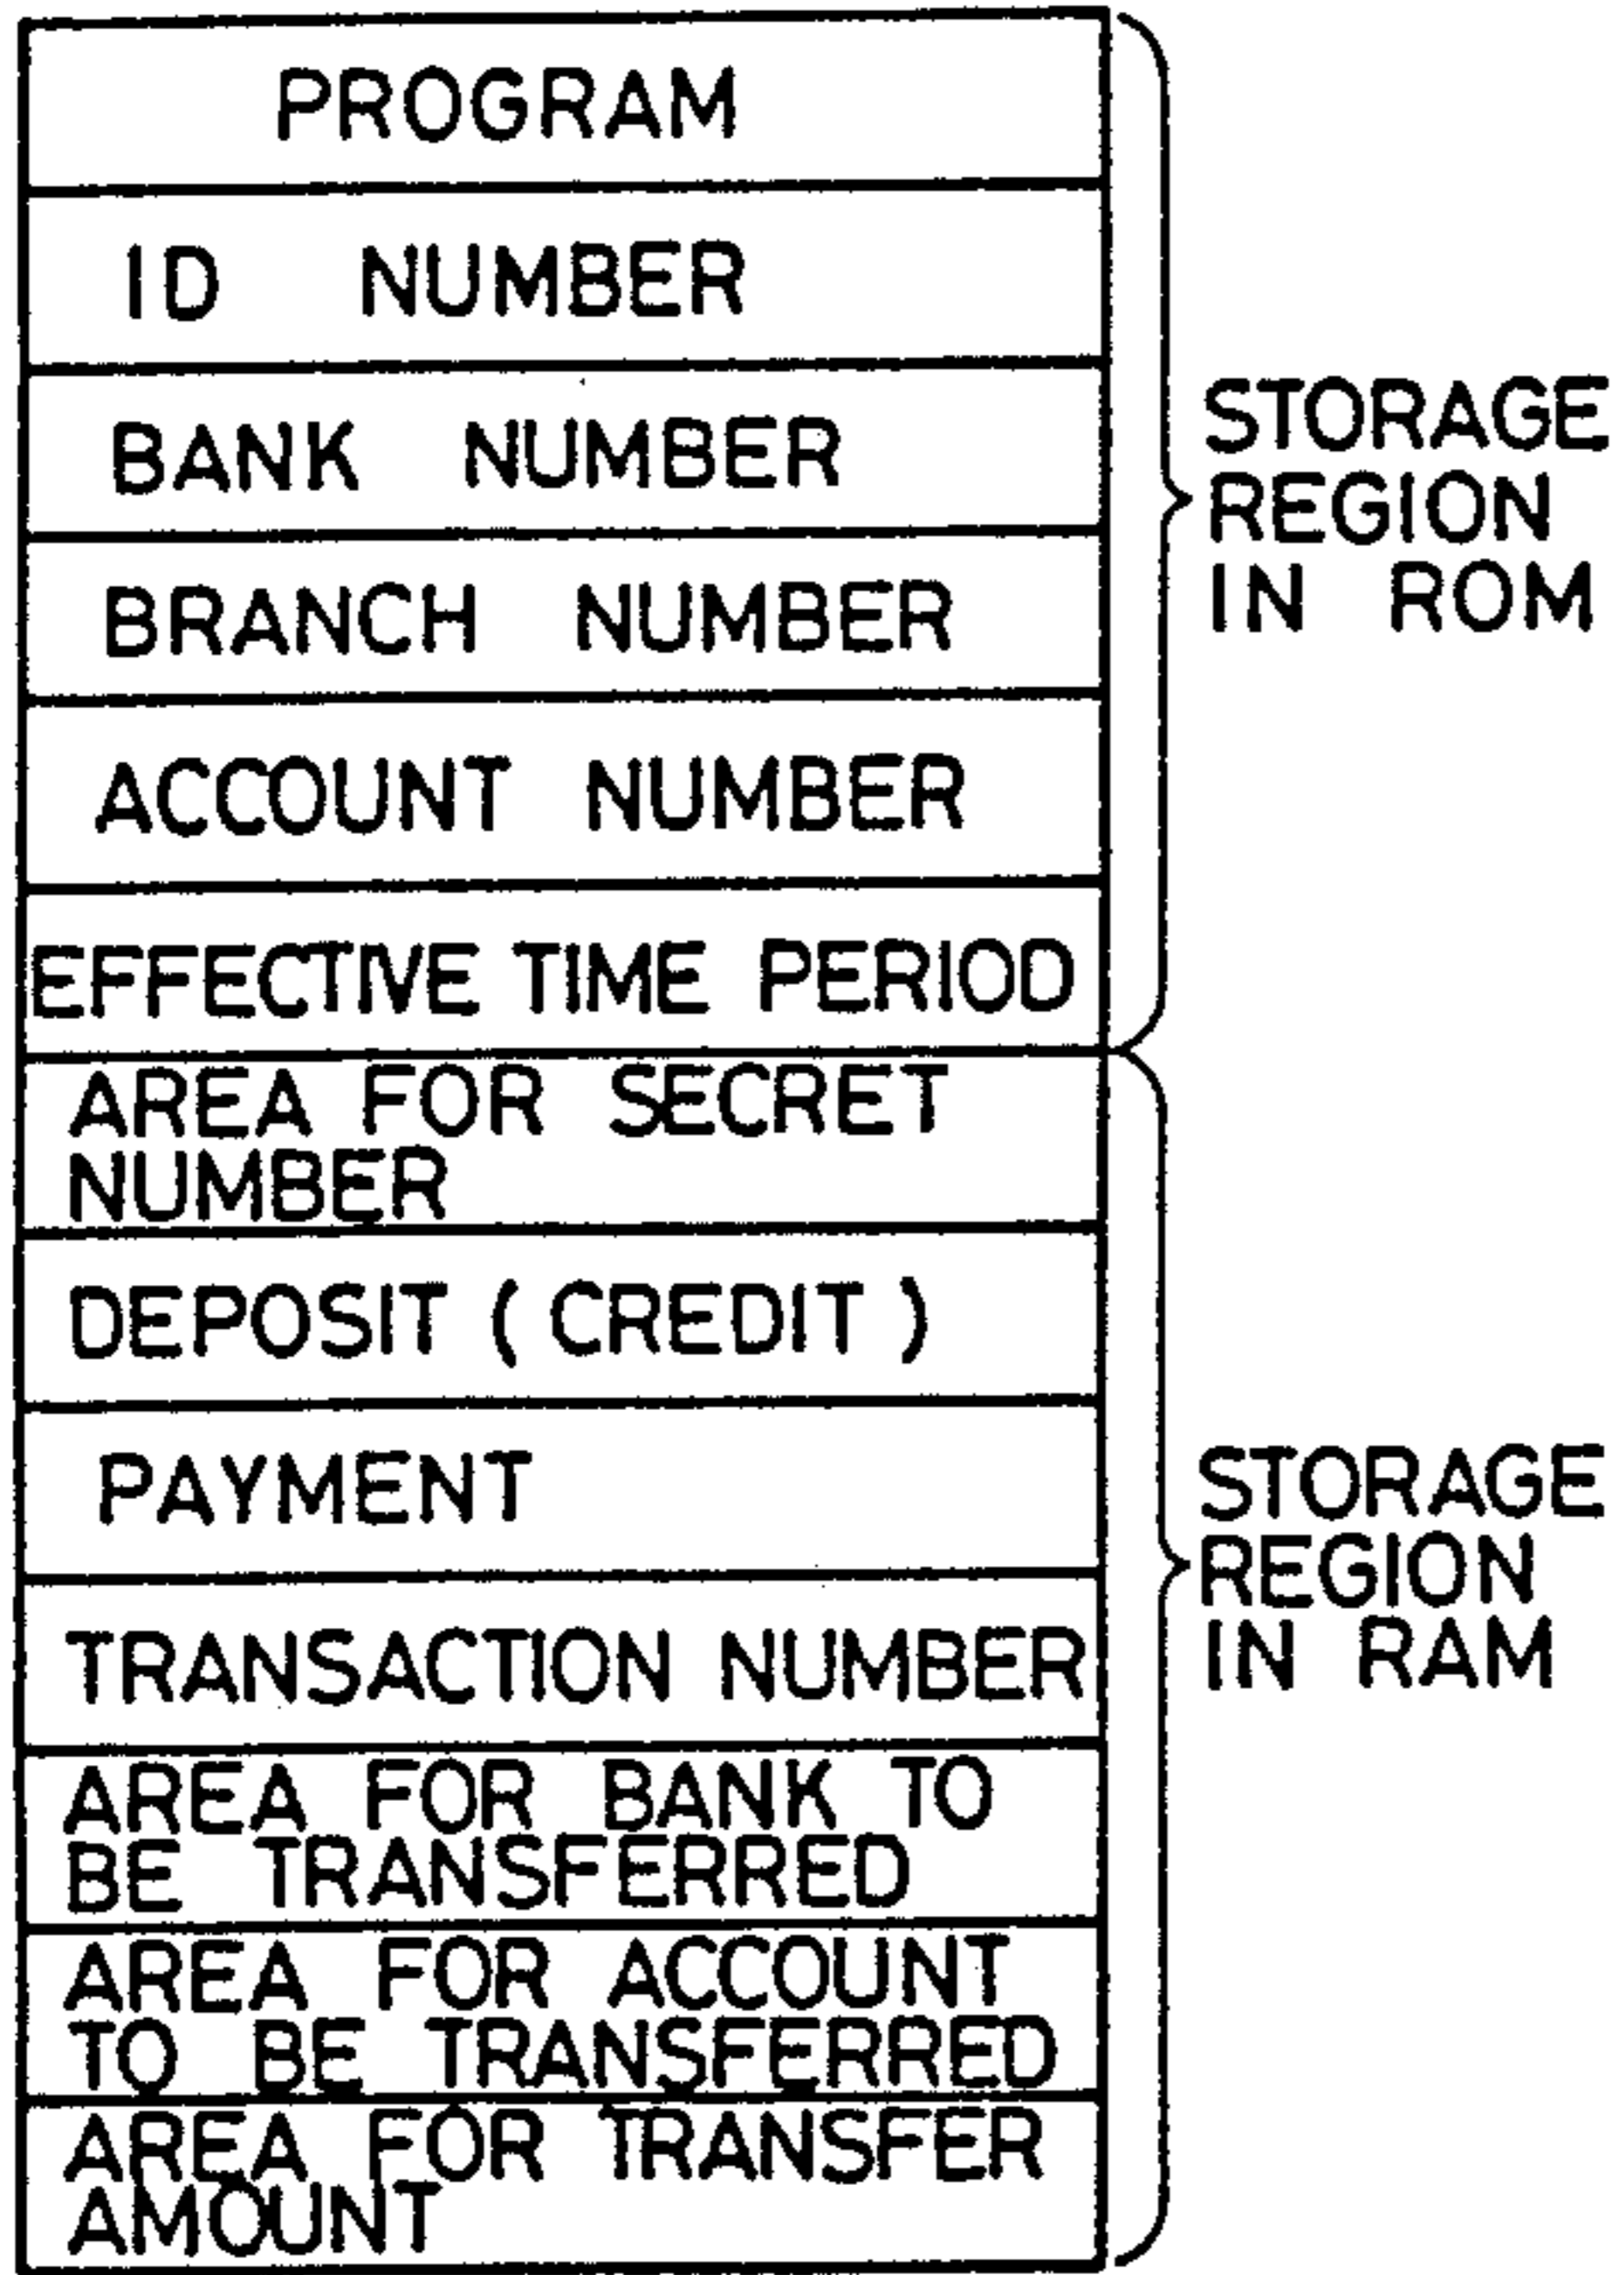 PROGRAM
ID NUMBER
BANK NUMBER
BRANCH NUMBER
ACCOUNT NUMBER
EFFECTIVE TIME PERIOD
STORAGE
REGION
IN ROM
AREA FOR SECRET
NUMBER
DEPOSIT (CREDIT)
PAYMENT
TRANSACTION NUMBER
AREA FOR BANK TO
BE TRANSFERRED
AREA FOR ACCOUNT
TO BE TRANSFERRED
AREA FOR TRANSFER
AMOUNT
STORAGE
REGION
IN RAM